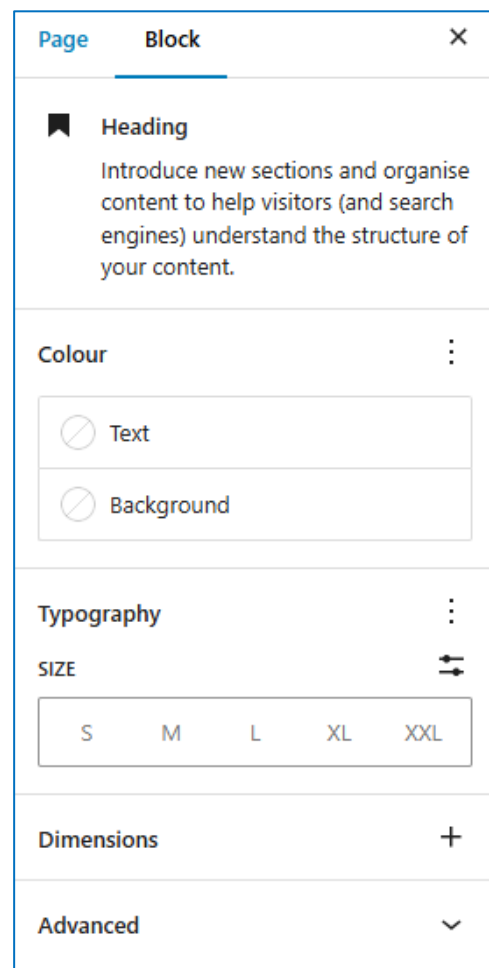 Page Block
Heading
Introduce new sections and organise
content to help visitors (and search
engines) understand the structure of
your content.
Colour
Text
Background
Typography
SIZE
S M L XL XXL
Dimensions
Advanced